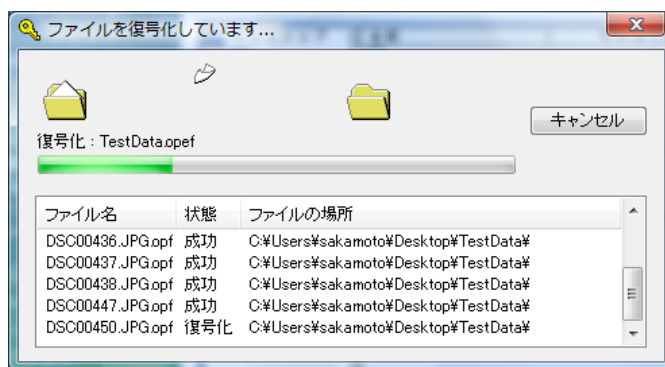 ファイルを復号化しています...
キャンセル
復号化：TestData.opef
ファイル名 状態 ファイルの場所
DSC00436.JPG.opf 成功 C:¥Users¥sakamoto¥Desktop¥TestData¥
DSC00437.JPG.opf 成功 C:¥Users¥sakamoto¥Desktop¥TestData¥
DSC00438.JPG.opf 成功 C:¥Users¥sakamoto¥Desktop¥TestData¥
DSC00447.JPG.opf 成功 C:¥Users¥sakamoto¥Desktop¥TestData¥
DSC00450.JPG.opf 復号化 C:¥Users¥sakamoto¥Desktop¥TestData¥